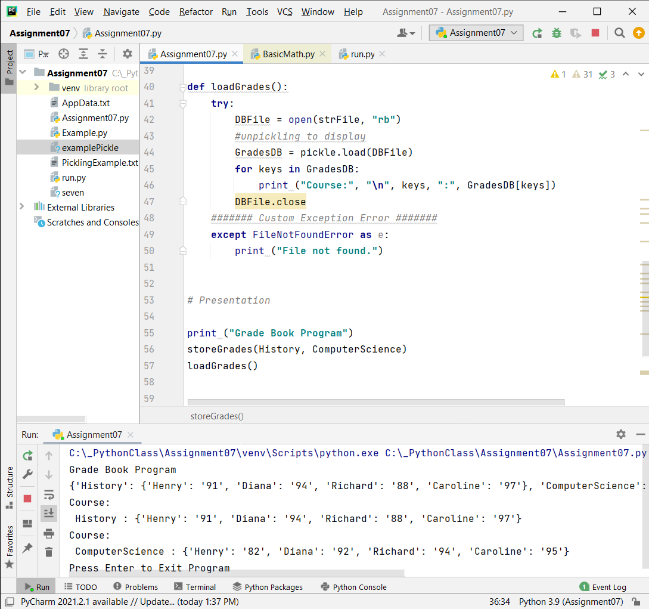 File Edit View Navigate Code Refactor Run Tools VCS Window Help Assignment07 - Assignment07.py
Assignment07 Assignment07.py Assignment07
Project
Assignment07.py BasicMath.py run.py
Assignment07 C:\_Pyt
venv library root
AppData.txt
Assignment07.py
Example.py
examplePickle
PicklingExample.txt
run.py
seven
External Libraries
Scratches and Consoles
1 31 3
39
40 def loadGrades():
41 try:
42 DBFile = open(strFile, "rb")
43 #unpickling to display
44 GradesDB = pickle.load(DBFile)
45 for keys in GradesDB:
46 print ("Course:", "\n", keys, ":", GradesDB[keys])
47 DBFile.close
48 ####### Custom Exception Error #######
49 except FileNotFoundError as e:
50 print ("File not found.")
51
52
53 # Presentation
54
55 print ("Grade Book Program")
56 storeGrades(History, ComputerScience)
57 loadGrades()
58
59
storeGrades()
Run: Assignment07
C:\_PythonClass\Assignment07\venv\Scripts\python.exe C:\_PythonClass\Assignment07\Assignment07.py
Grade Book Program
{'History': {'Henry': '91', 'Diana': '94', 'Richard': '88', 'Caroline': '97'}, 'ComputerScience':
Course:
History : {'Henry': '91', 'Diana': '94', 'Richard': '88', 'Caroline': '97'}
Course:
ComputerScience : {'Henry': '82', 'Diana': '92', 'Richard': '94', 'Caroline': '95'}
Press Enter to Exit Program
Structure
Favorites
Run TODO Problems Terminal Python Packages Python Console 1 Event Log
PyCharm 2021.2.1 available // Update... (today 1:37 PM) 36:34 Python 3.9 (Assignment07)